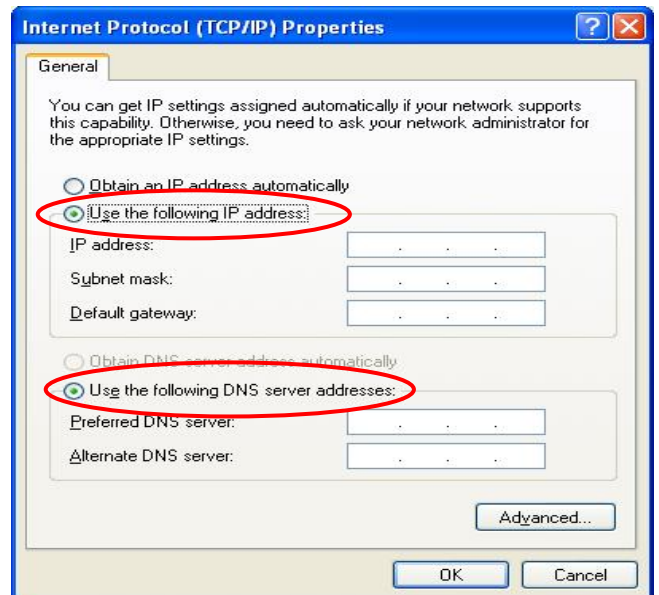 Internet Protocol (TCP/IP) Properties
General
You can get IP settings assigned automatically if your network supports
this capability. Otherwise, you need to ask your network administrator for
the appropriate IP settings.
Obtain an IP address automatically
Use the following IP address:
IP address:
Subnet mask:
Default gateway:
Obtain DNS server address automatically
Use the following DNS server addresses:
Preferred DNS server:
Alternate DNS server:
Advanced...
OK Cancel